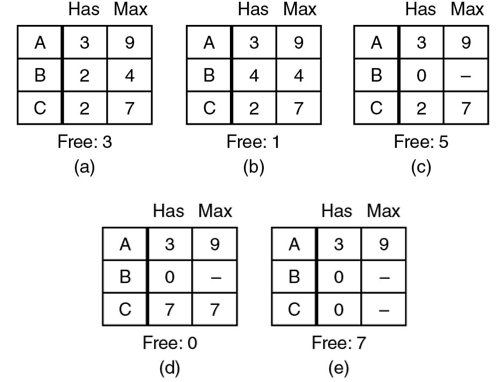 Has Max Has Max Has Max
A 3 9 A 3 9 A 3 9
B 2 4 B 4 4 B 0 –
C 2 7 C 2 7 C 2 7
Free: 3 Free: 1 Free: 5
(a) (b) (c)
Has Max Has Max
A 3 9 A 3 9
B 0 – B 0 –
C 7 7 C 0 –
Free: 0 Free: 7
(d) (e)